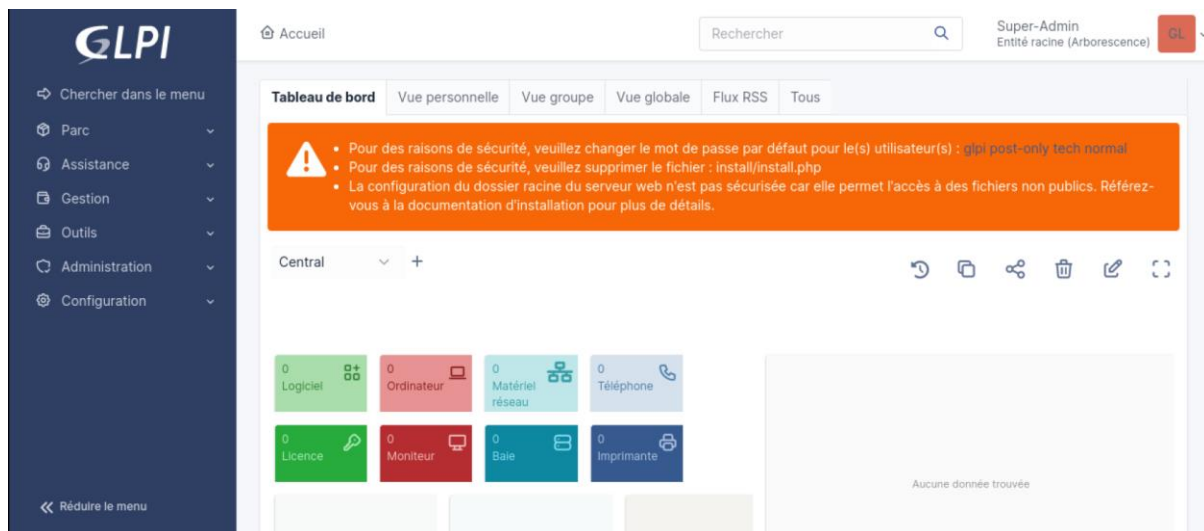 GLPI
Accueil
Rechercher
Super-Admin
Entité racine (Arborescence)
GL
Chercher dans le menu
Parc
Assistance
Gestion
Outils
Administration
Configuration
Réduire le menu
Tableau de bord
Vue personnelle
Vue groupe
Vue globale
Flux RSS
Tous
• Pour des raisons de sécurité, veuillez changer le mot de passe par défaut pour le(s) utilisateur(s) : glpi post-only tech normal
• Pour des raisons de sécurité, veuillez supprimer le fichier : install/install.php
• La configuration du dossier racine du serveur web n'est pas sécurisée car elle permet l'accès à des fichiers non publics. Référez-
vous à la documentation d'installation pour plus de détails.
Central
0
Logiciel
0
Ordinateur
0
Matériel
réseau
0
Téléphone
0
Licence
0
Moniteur
0
Baie
0
Imprimante
Aucune donnée trouvée